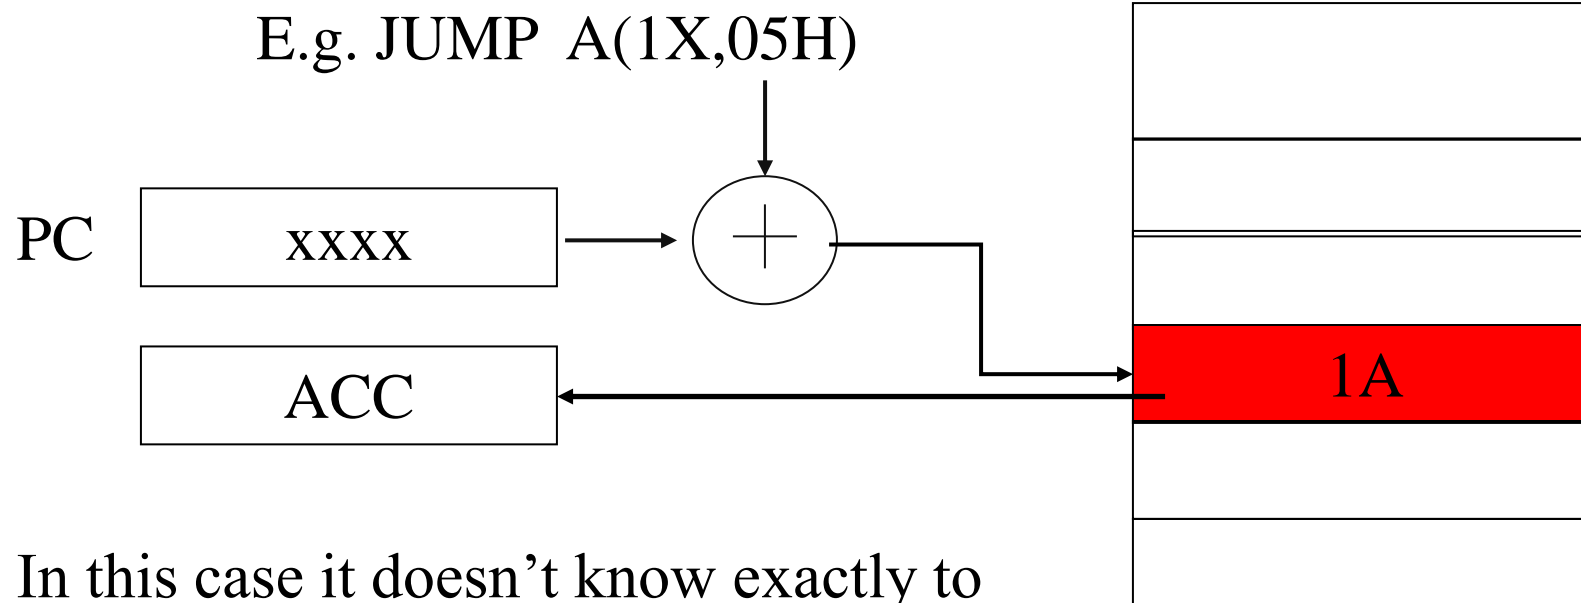 E.g. JUMP A(1X,05H)
PC
xxxx
1A
ACC
In this case it doesn’t know exactly to